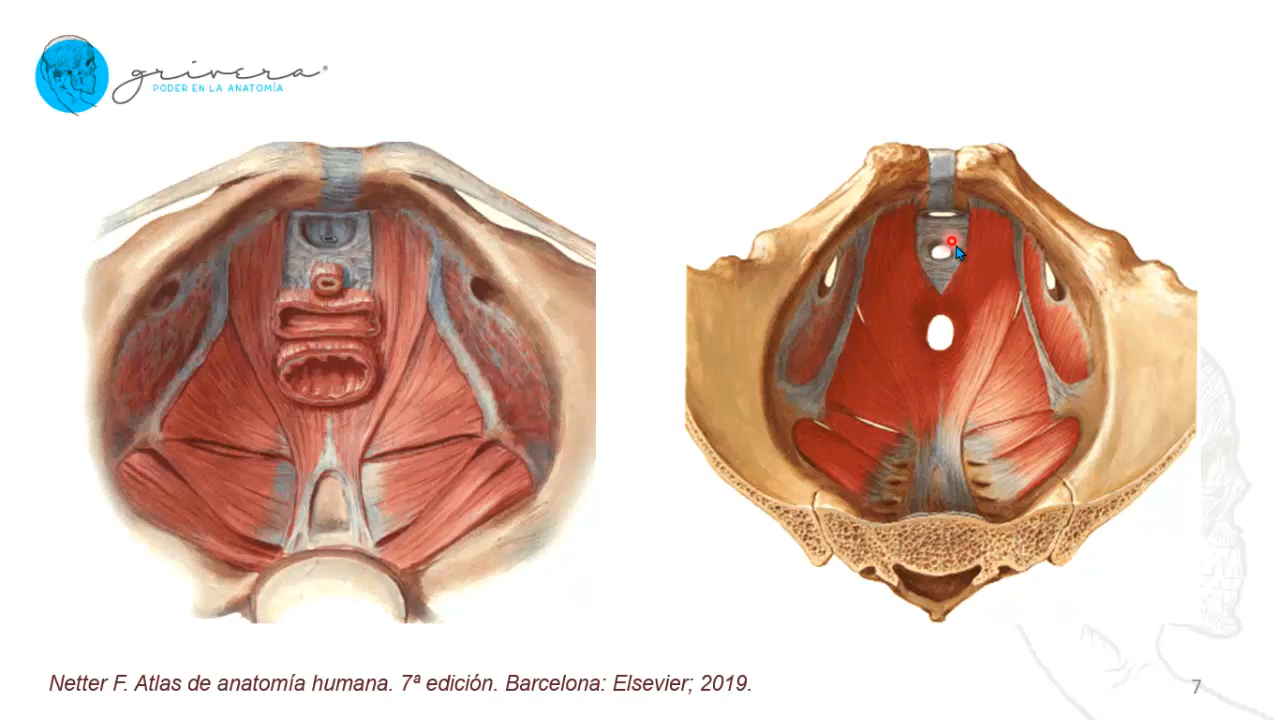 grivera®
PODER EN LA ANATOMÍA
Netter F. Atlas de anatomía humana. 7ª edición. Barcelona: Elsevier; 2019.
7